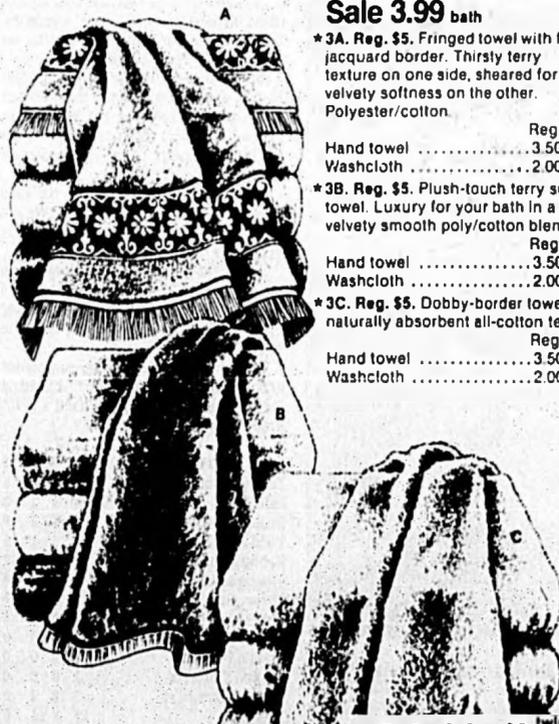 A
Sale 3.99 bath
★3A. Reg. $5. Fringed towel with
jacquard border. Thirsty terry
texture on one side, sheared for
velvety softness on the other.
Polyester/cotton.
Reg
Hand towel ................3.50
Washcloth ................2.00
★3B. Reg. $5. Plush-touch terry
towel. Luxury for your bath in a
velvety smooth poly/cotton
Reg
Hand towel ................3.50
Washcloth ................2.00
★3C. Reg. $5. Dobby-border
naturally absorbent all-cotton
Reg
Hand towel ................3.50
Washcloth ................2.00
B
C